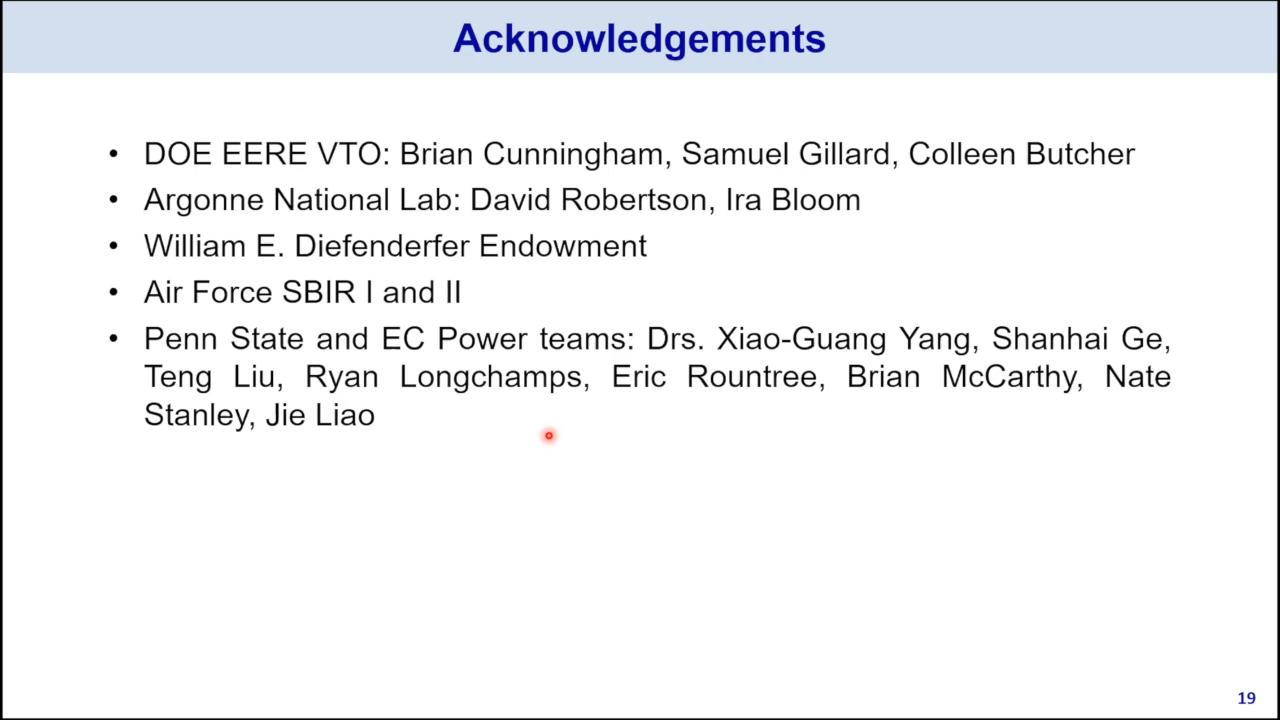 Acknowledgements
• DOE EERE VTO: Brian Cunningham, Samuel Gillard, Colleen Butcher
• Argonne National Lab: David Robertson, Ira Bloom
• William E. Diefenderfer Endowment
• Air Force SBIR I and II
• Penn State and EC Power teams: Drs. Xiao-Guang Yang, Shanhai Ge,
Teng Liu, Ryan Longchamps, Eric Rountree, Brian McCarthy, Nate
Stanley, Jie Liao
19